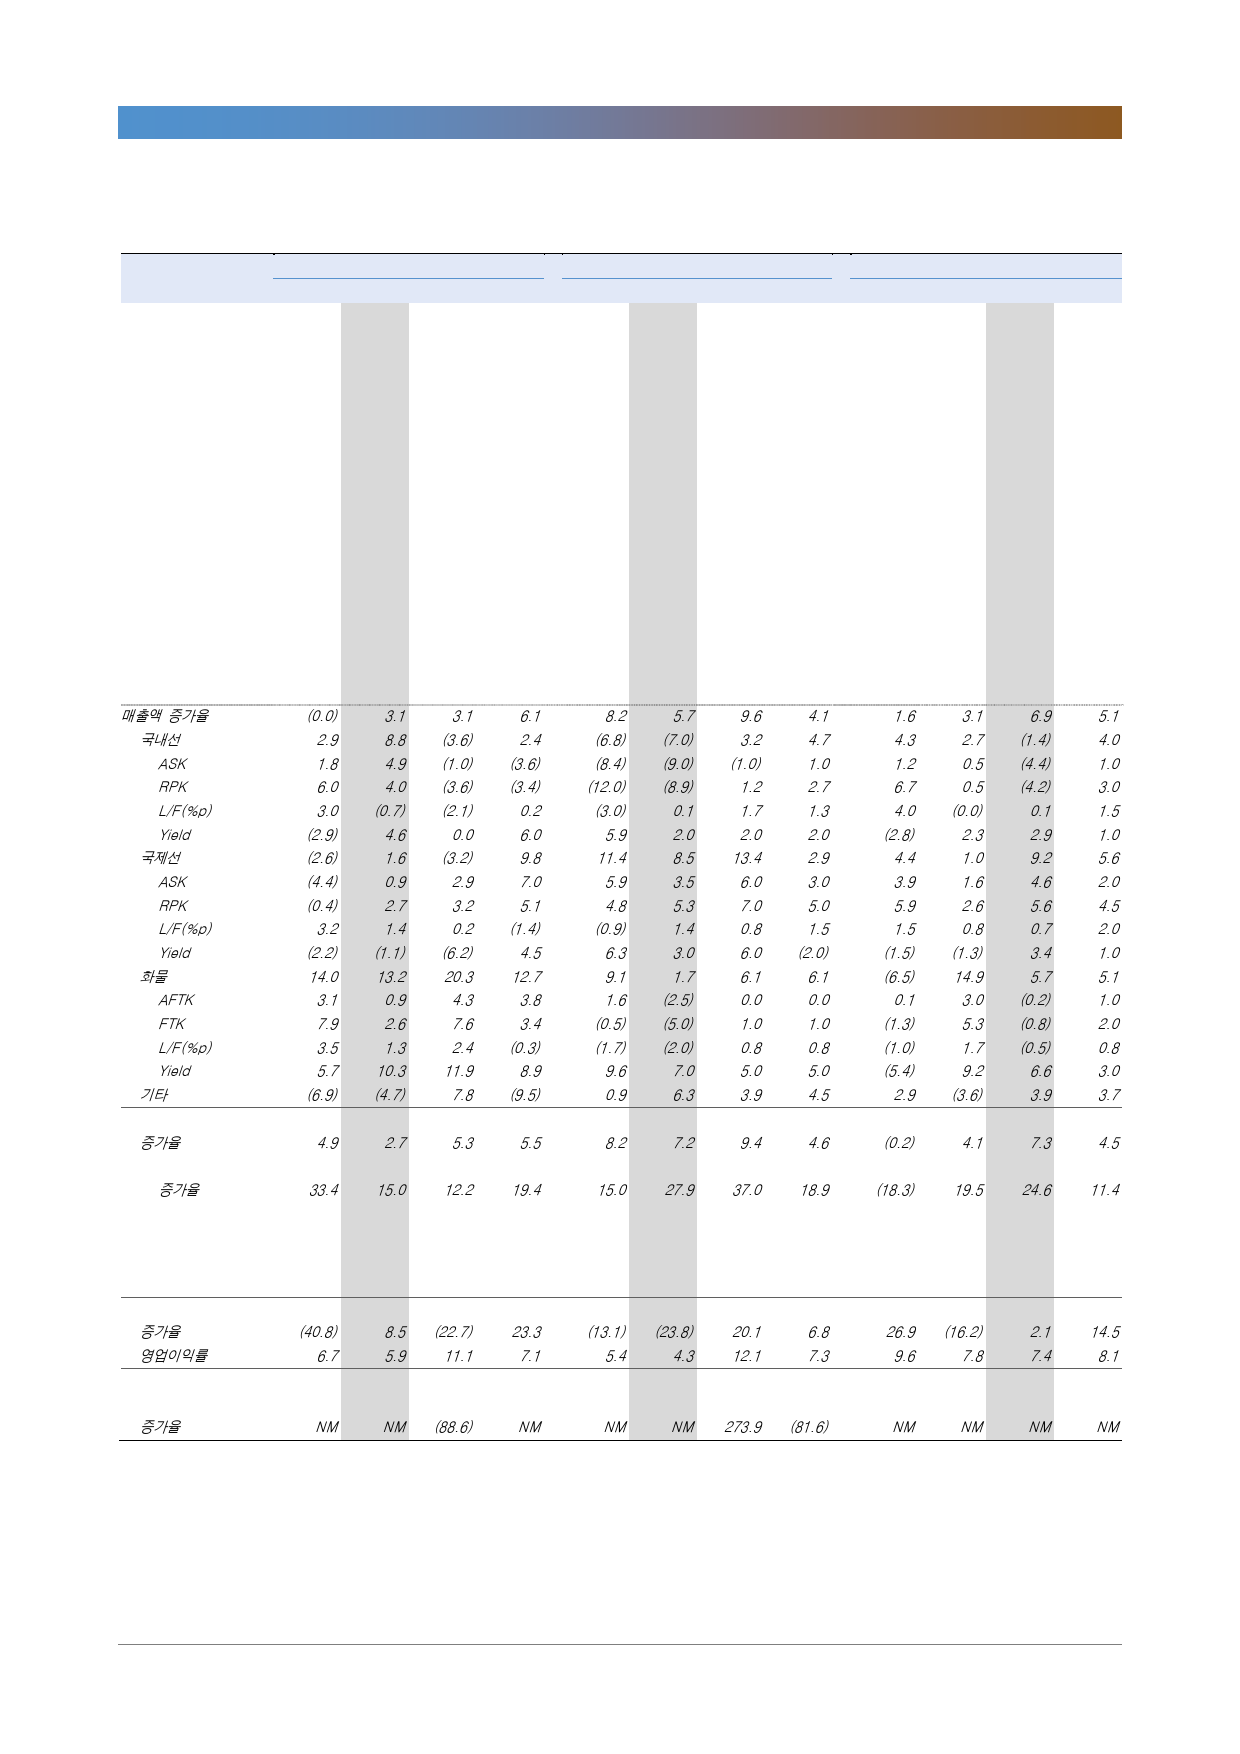 매출액 증가율 (0.0) 3.1 3.1 6.1 8.2 5.7 9.6 4.1 1.6 3.1 6.9 5.1
국내선 2.9 8.8 (3.6) 2.4 (6.8) (7.0) 3.2 4.7 4.3 2.7 (1.4) 4.0
ASK 1.8 4.9 (1.0) (3.6) (8.4) (9.0) (1.0) 1.0 1.2 0.5 (4.4) 1.0
RPK 6.0 4.0 (3.6) (3.4) (12.0) (8.9) 1.2 2.7 6.7 0.5 (4.2) 3.0
L/F(%p) 3.0 (0.7) (2.1) 0.2 (3.0) 0.1 1.7 1.3 4.0 (0.0) 0.1 1.5
Yield (2.9) 4.6 0.0 6.0 5.9 2.0 2.0 2.0 (2.8) 2.3 2.9 1.0
국제선 (2.6) 1.6 (3.2) 9.8 11.4 8.5 13.4 2.9 4.4 1.0 9.2 5.6
ASK (4.4) 0.9 2.9 7.0 5.9 3.5 6.0 3.0 3.9 1.6 4.6 2.0
RPK (0.4) 2.7 3.2 5.1 4.8 5.3 7.0 5.0 5.9 2.6 5.6 4.5
L/F(%p) 3.2 1.4 0.2 (1.4) (0.9) 1.4 0.8 1.5 1.5 0.8 0.7 2.0
Yield (2.2) (1.1) (6.2) 4.5 6.3 3.0 6.0 (2.0) (1.5) (1.3) 3.4 1.0
화물 14.0 13.2 20.3 12.7 9.1 1.7 6.1 6.1 (6.5) 14.9 5.7 5.1
AFTK 3.1 0.9 4.3 3.8 1.6 (2.5) 0.0 0.0 0.1 3.0 (0.2) 1.0
FTK 7.9 2.6 7.6 3.4 (0.5) (5.0) 1.0 1.0 (1.3) 5.3 (0.8) 2.0
L/F(%p) 3.5 1.3 2.4 (0.3) (1.7) (2.0) 0.8 0.8 (1.0) 1.7 (0.5) 0.8
Yield 5.7 10.3 11.9 8.9 9.6 7.0 5.0 5.0 (5.4) 9.2 6.6 3.0
기타 (6.9) (4.7) 7.8 (9.5) 0.9 6.3 3.9 4.5 2.9 (3.6) 3.9 3.7
증가율 4.9 2.7 5.3 5.5 8.2 7.2 9.4 4.6 (0.2) 4.1 7.3 4.5
증가율 33.4 15.0 12.2 19.4 15.0 27.9 37.0 18.9 (18.3) 19.5 24.6 11.4
증가율 (40.8) 8.5 (22.7) 23.3 (13.1) (23.8) 20.1 6.8 26.9 (16.2) 2.1 14.5
영업이익률 6.7 5.9 11.1 7.1 5.4 4.3 12.1 7.3 9.6 7.8 7.4 8.1
증가율 NM NM (88.6) NM NM NM 273.9 (81.6) NM NM NM NM